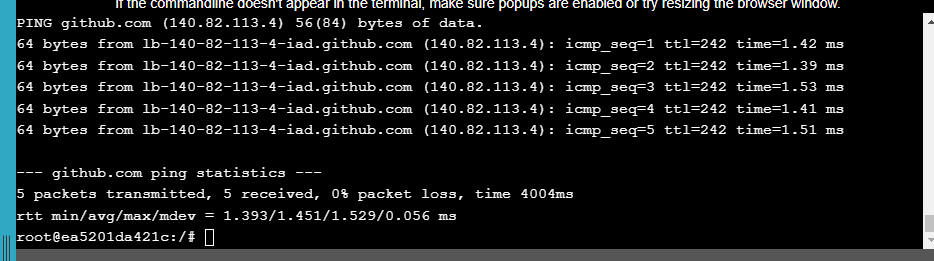 If the commandline doesn't appear in the terminal, make sure popups are enabled or try resizing the browser window.
PING github.com (140.82.113.4) 56(84) bytes of data.
64 bytes from lb-140-82-113-4-iad.github.com (140.82.113.4): icmp_seq=1 ttl=242 time=1.42 ms
64 bytes from lb-140-82-113-4-iad.github.com (140.82.113.4): icmp_seq=2 ttl=242 time=1.39 ms
64 bytes from lb-140-82-113-4-iad.github.com (140.82.113.4): icmp_seq=3 ttl=242 time=1.53 ms
64 bytes from lb-140-82-113-4-iad.github.com (140.82.113.4): icmp_seq=4 ttl=242 time=1.41 ms
64 bytes from lb-140-82-113-4-iad.github.com (140.82.113.4): icmp_seq=5 ttl=242 time=1.51 ms
--- github.com ping statistics ---
5 packets transmitted, 5 received, 0% packet loss, time 4004ms
rtt min/avg/max/mdev = 1.393/1.451/1.529/0.056 ms
root@ea5201da421c:/#